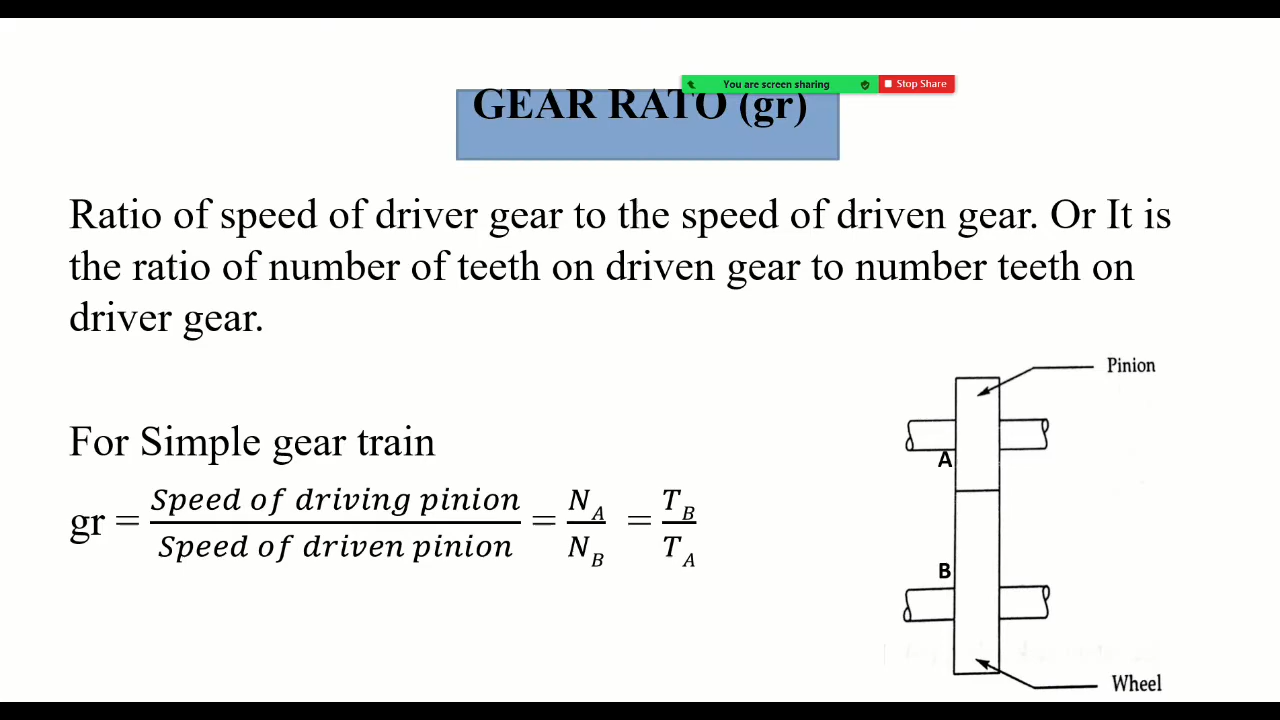 You are screen sharing Stop Share
GEAR RATO (gr)
Ratio of speed of driver gear to the speed of driven gear. Or It is
the ratio of number of teeth on driven gear to number teeth on
driver gear.
Pinion
For Simple gear train
A
gr = Speed of driving pinion / Speed of driven pinion = N_A / N_B = T_B / T_A
B
Wheel